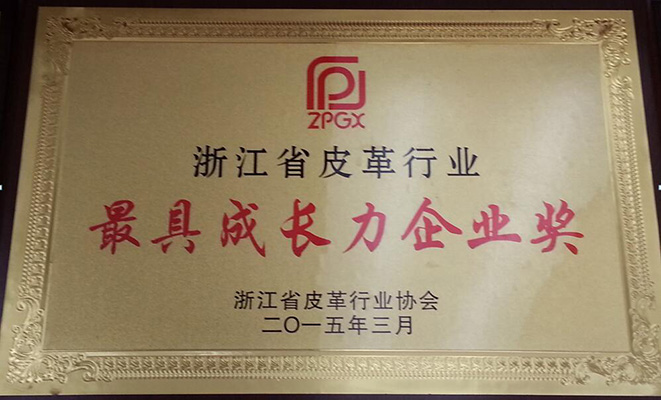 ZPGX
浙江省皮革行业
最具成长力企业奖
浙江省皮革行业协会
二〇一五年三月